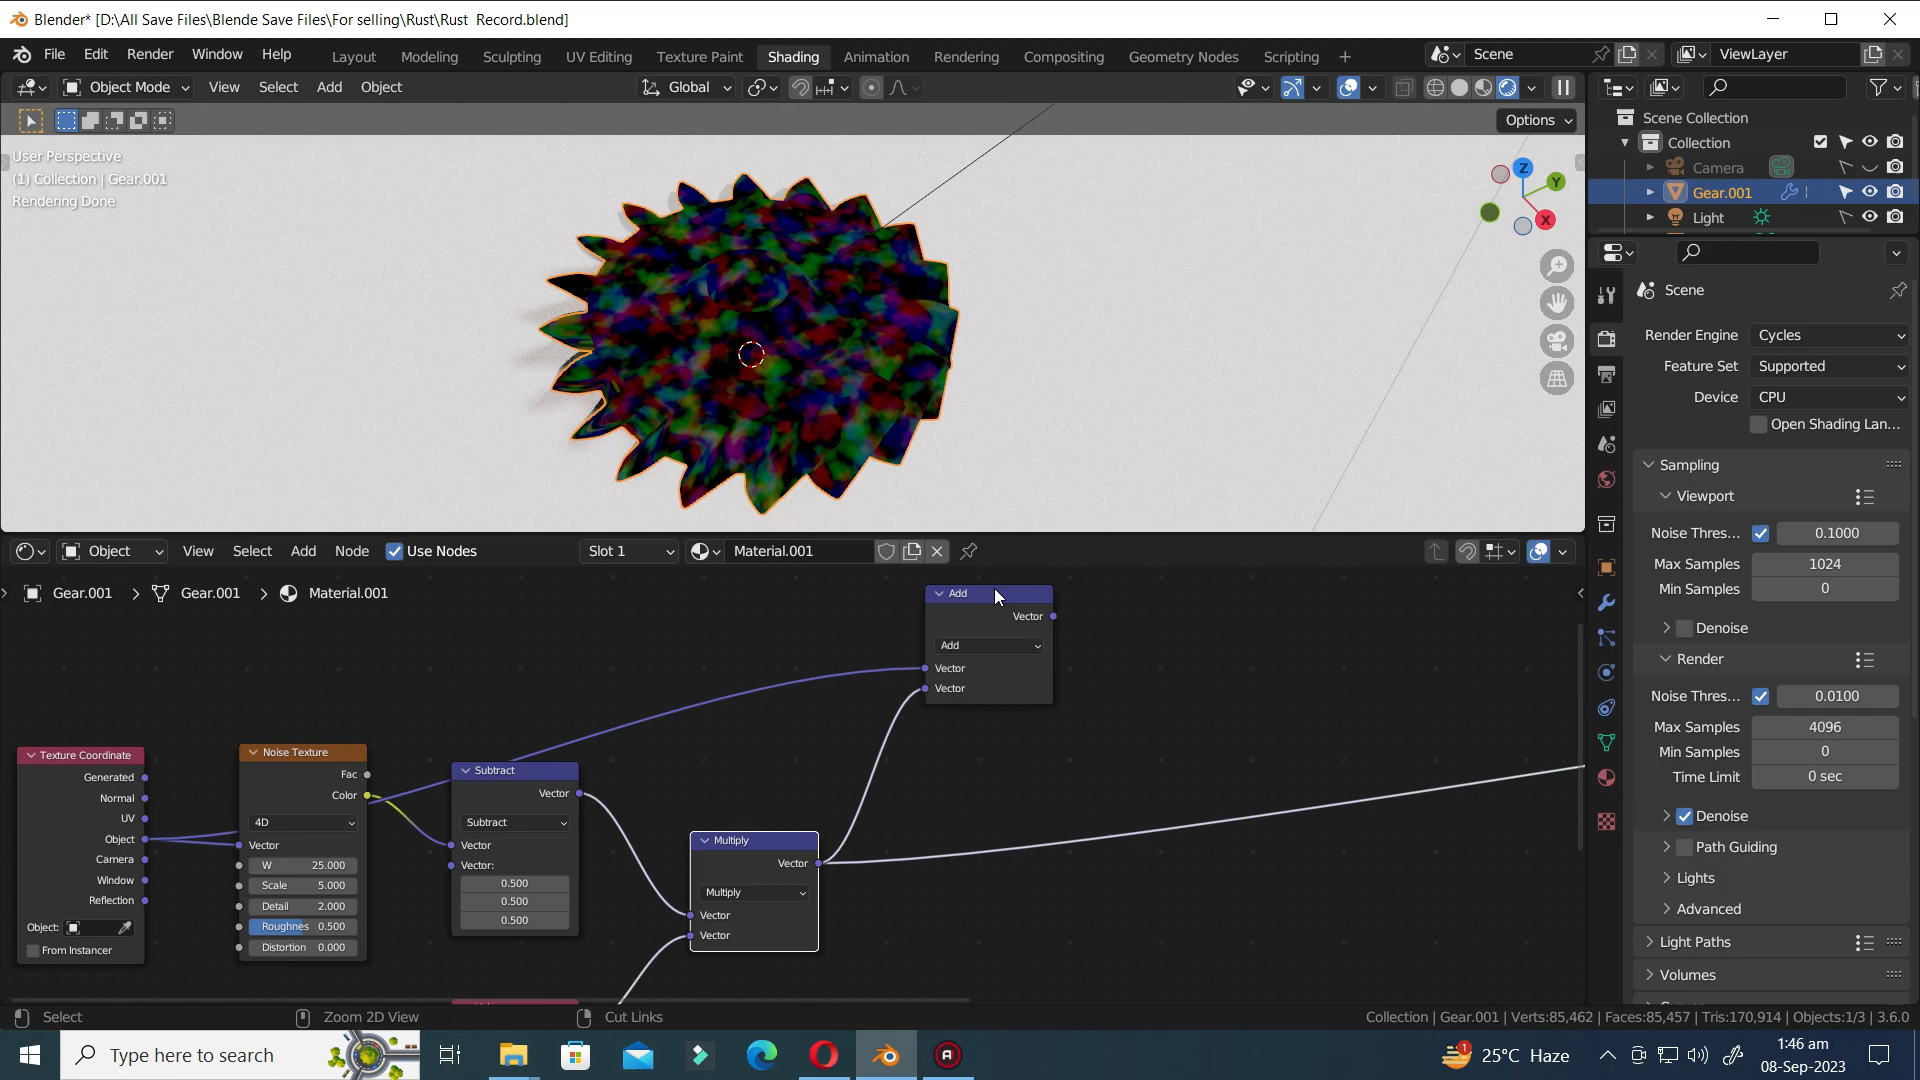 Blender* [D:\All Save Files\Blende Save Files\For selling\Rust\Rust Record.blend]
File Edit Render Window Help
Layout Modeling Sculpting UV Editing Texture Paint Shading Animation Rendering Compositing Geometry Nodes Scripting +
Scene
ViewLayer
Object Mode View Select Add Object
Global
Options
User Perspective
(1) Collection | Gear.001
Rendering Done
Z
Y
X
Scene Collection
Collection
Camera
Gear.001
Light
Scene
Render Engine Cycles
Feature Set Supported
Device CPU
Open Shading Lan...
Sampling
Viewport
Noise Thres... 0.1000
Max Samples 1024
Min Samples 0
Denoise
Render
Noise Thres... 0.0100
Max Samples 4096
Min Samples 0
Time Limit 0 sec
Denoise
Path Guiding
Lights
Advanced
Light Paths
Volumes
Object View Select Add Node Use Nodes Slot 1 Material.001
Gear.001 > Gear.001 > Material.001
Add
Vector
Add
Vector
Vector
Texture Coordinate
Generated
Normal
UV
Object
Camera
Window
Reflection
Object:
From Instancer
Noise Texture
Fac
Color
4D
Vector
W 25.000
Scale 5.000
Detail 2.000
Roughnes 0.500
Distortion 0.000
Subtract
Vector
Subtract
Vector
Vector:
0.500
0.500
0.500
Multiply
Vector
Multiply
Vector
Vector
Select Zoom 2D View Cut Links
Collection | Gear.001 | Verts:85,462 | Faces:85,457 | Tris:170,914 | Objects:1/3 | 3.6.0
Type here to search
1
25°C Haze
1:46 am
08-Sep-2023